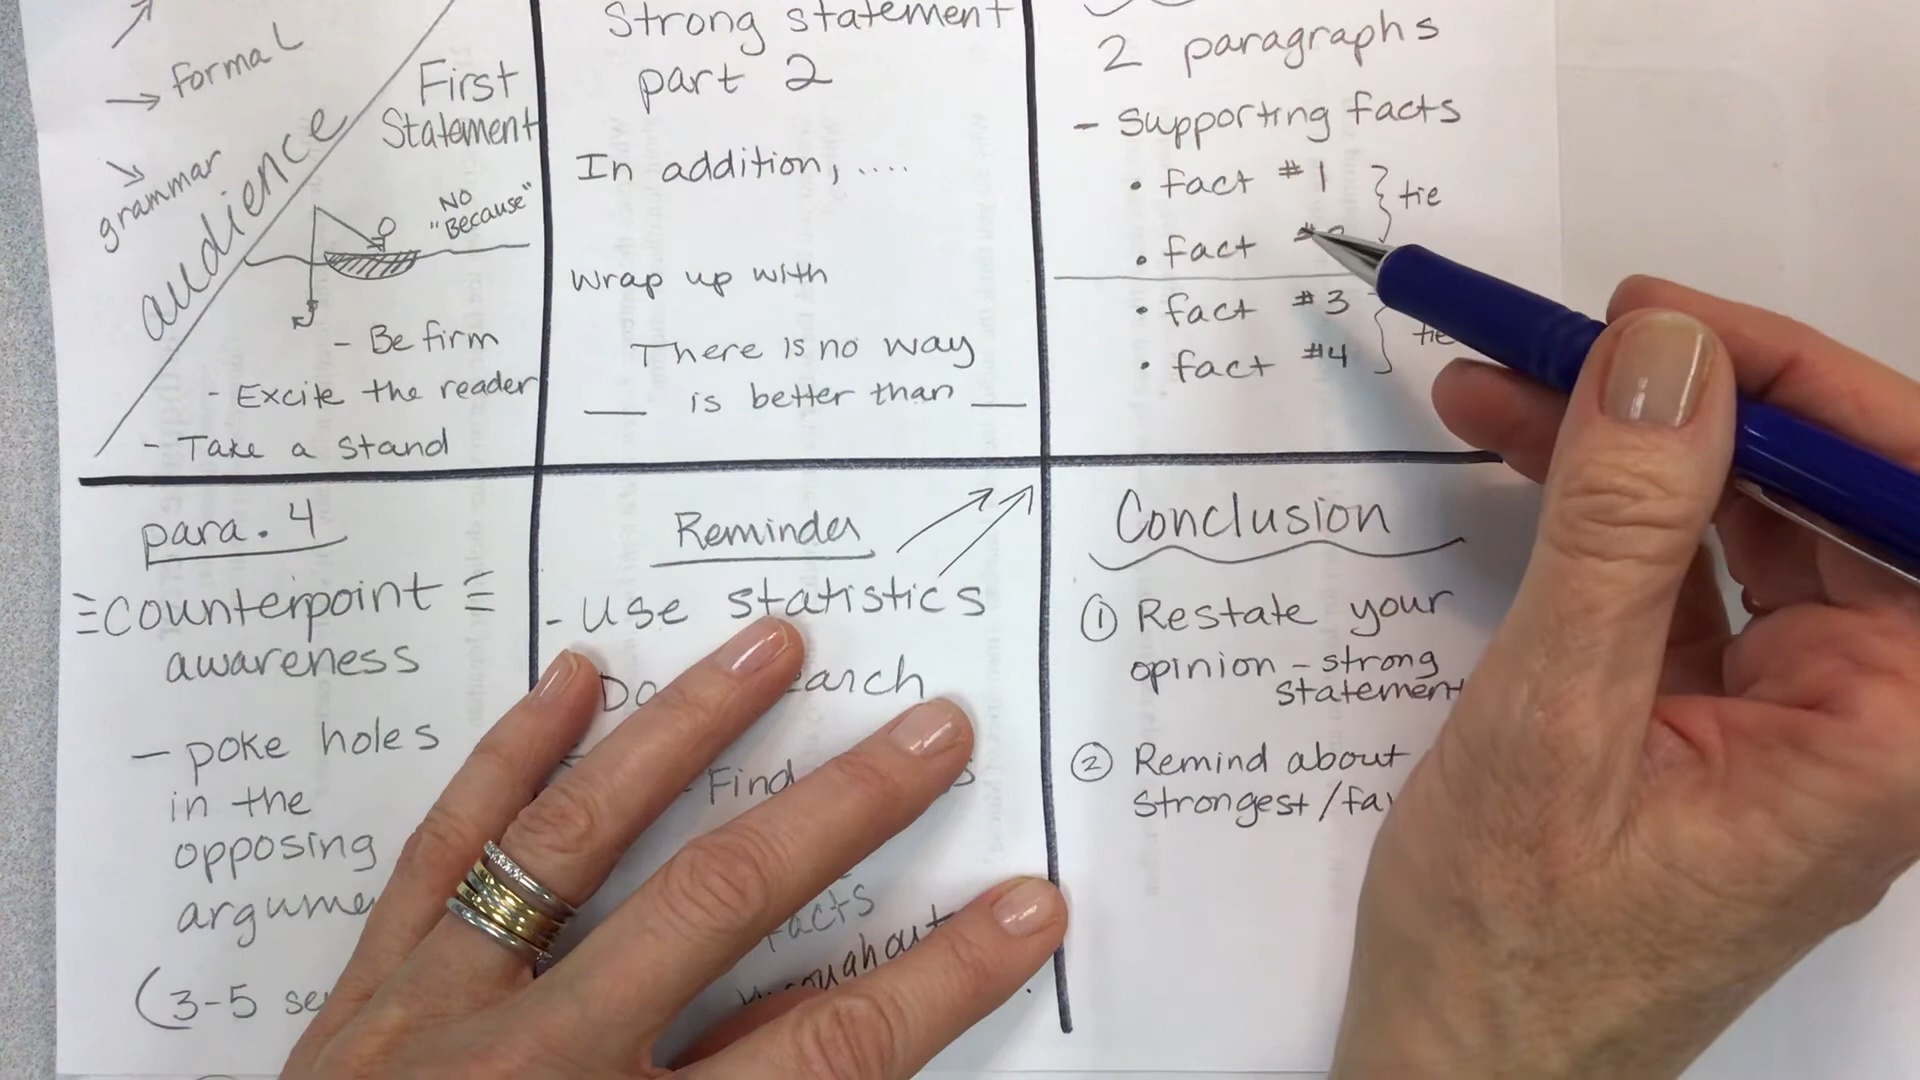 → formal
→ grammar
audience
First
Statement
NO
"Because"
- Be firm
- Excite the reader
- Take a stand
Strong statement
part 2
In addition, ....
Wrap up with
There is no way
___ is better than ___
2 paragraphs
- Supporting facts
• fact #1
tie
• fact
• fact #3
tie
• fact #4
para. 4
Counterpoint
awareness
- poke holes
in the
opposing
(3-5
Reminder
- Use statistics
Find
facts
Conclusion
① Restate your
opinion - strong
statement
② Remind about
strongest /